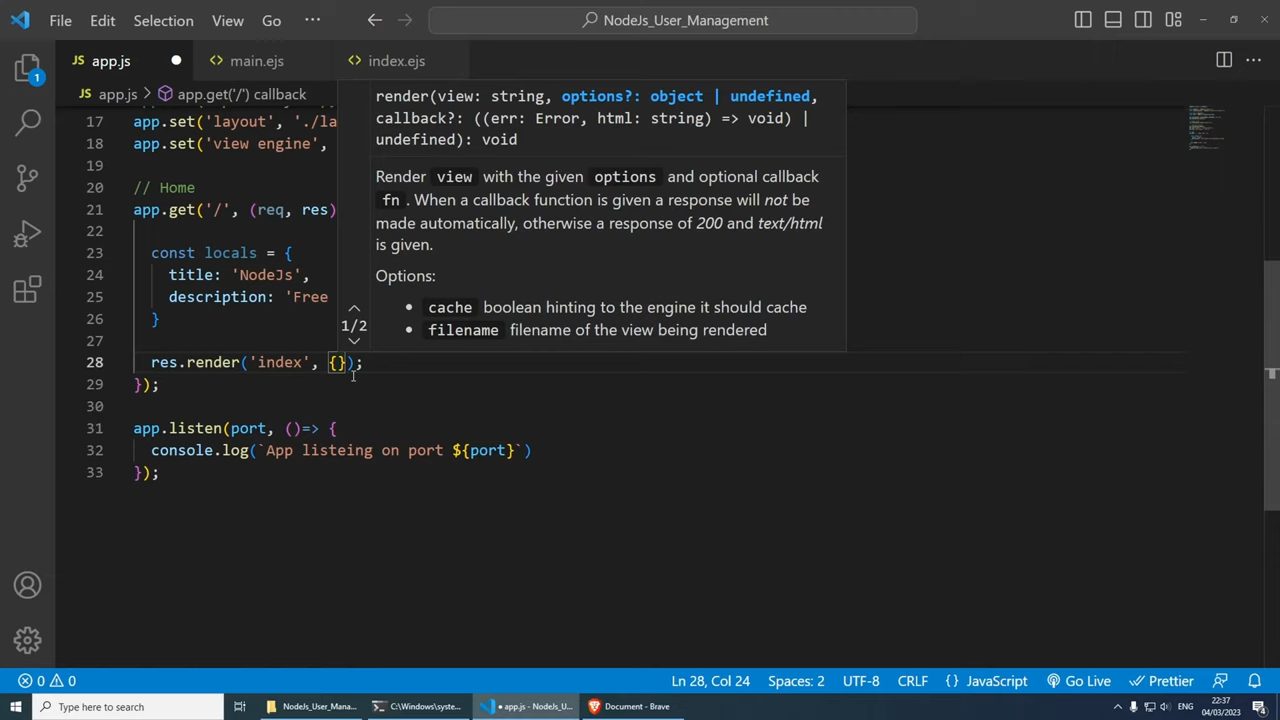 File Edit Selection View Go ··· NodeJs_User_Management
JS app.js main.ejs index.ejs
JS app.js > app.get('/') callback
1
17 app.set('layout', './la
18 app.set('view engine',
19
20 // Home
21 app.get('/', (req, res)
22
23 const locals = {
24 title: 'NodeJs',
25 description: 'Free
26 }
27
28 res.render('index', {});
29 });
30
31 app.listen(port, ()=> {
32 console.log(`App listeing on port ${port}`)
33 });
render(view: string, options?: object | undefined,
callback?: ((err: Error, html: string) => void) |
undefined): void
Render view with the given options and optional callback
fn. When a callback function is given a response will not be
made automatically, otherwise a response of 200 and text/html
is given.
Options:
• cache boolean hinting to the engine it should cache
• filename filename of the view being rendered
1/2
0 0 Ln 28, Col 24 Spaces: 2 UTF-8 CRLF {} JavaScript Go Live Prettier
Type here to search NodeJs_User_Mana... C:\Windows\syste... ● app.js - NodeJs_U... Document - Brave ENG 22:37
04/03/2023 4